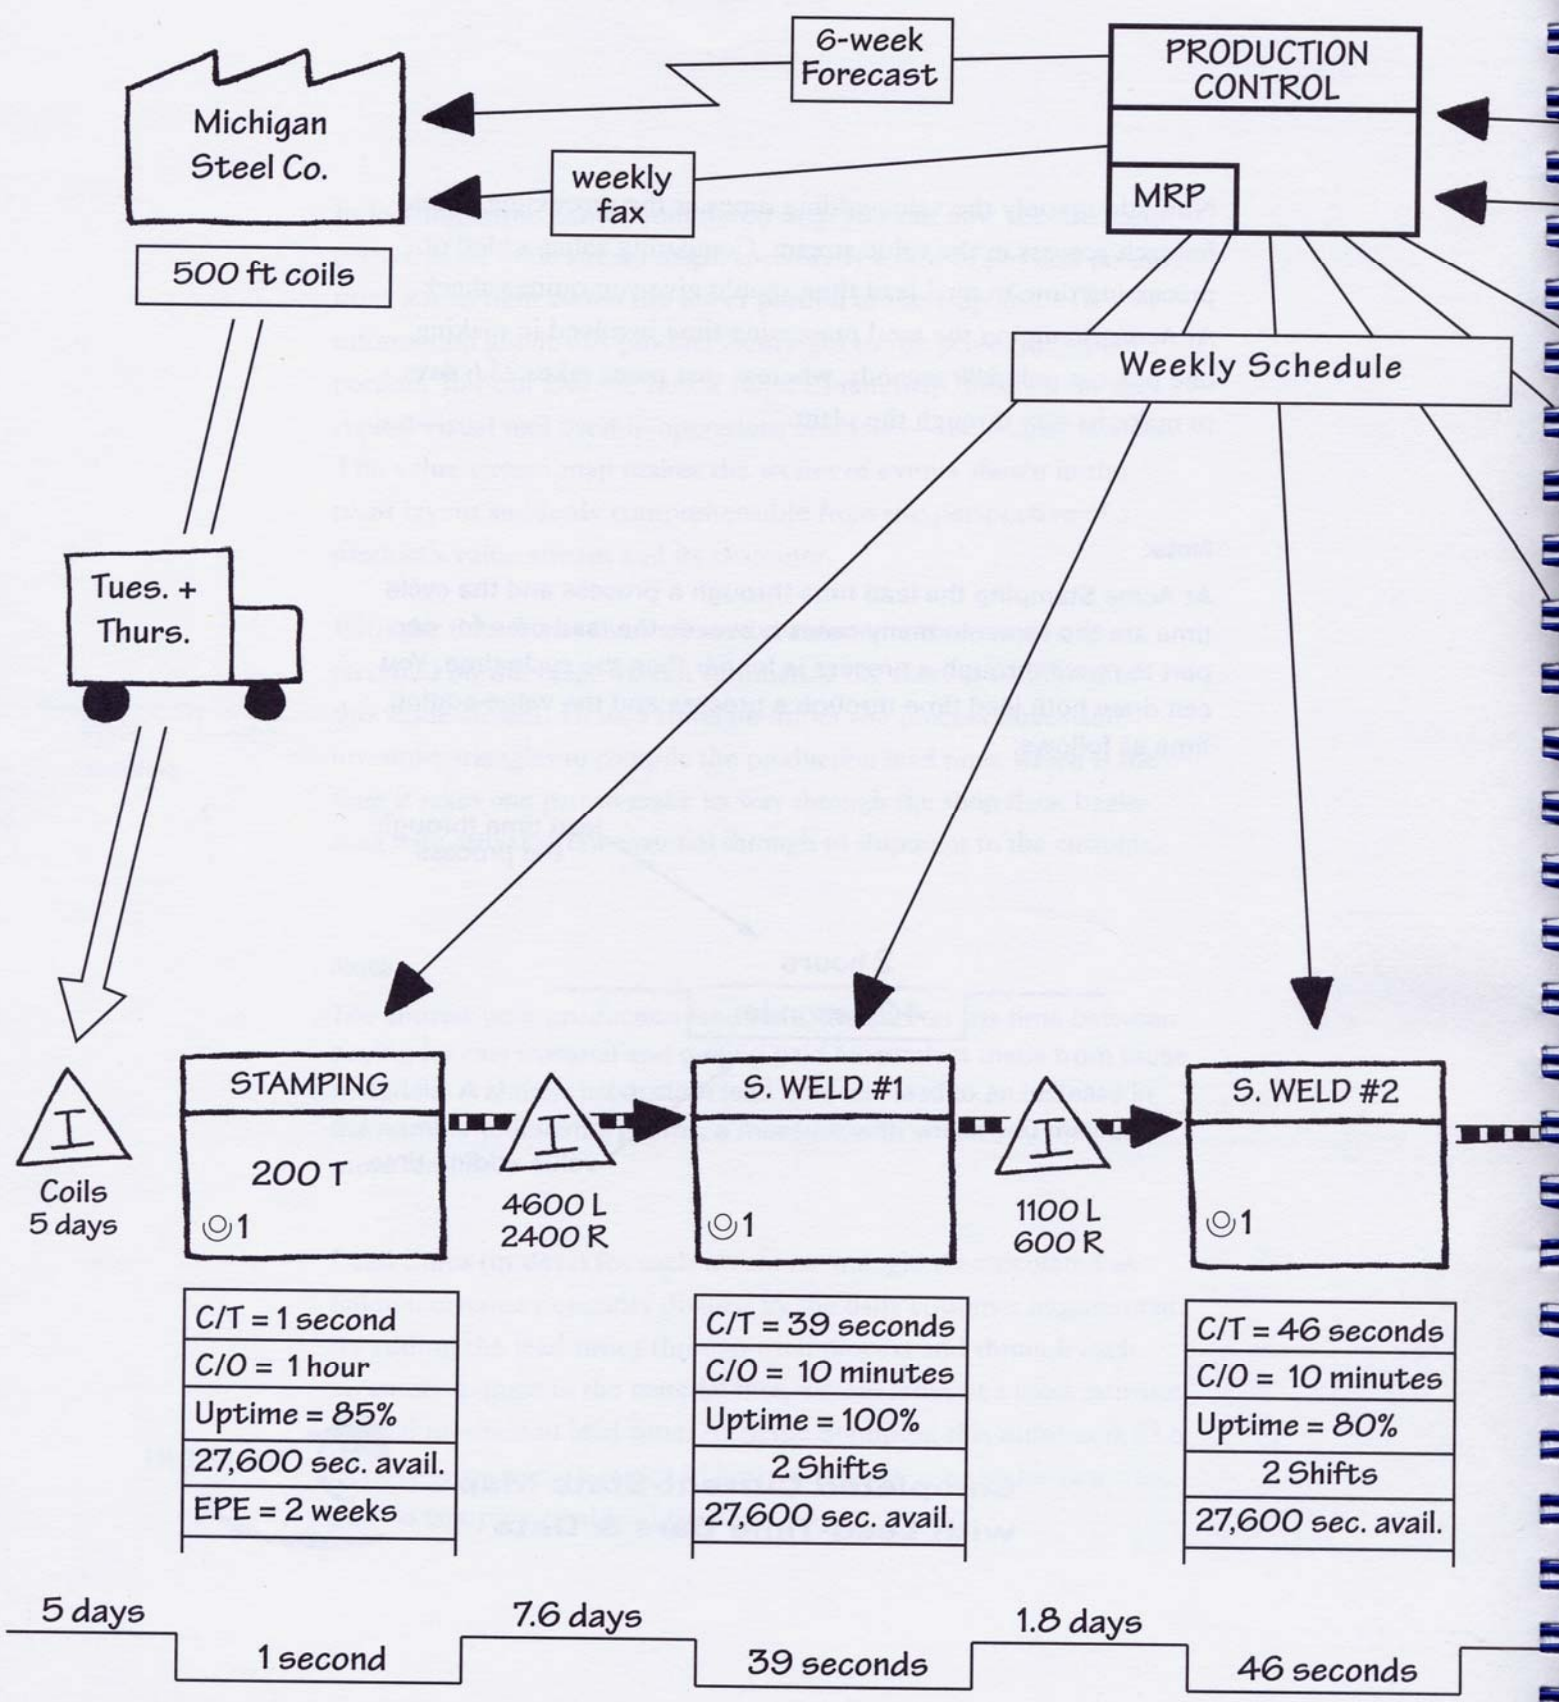 6-week
Forecast
PRODUCTION
CONTROL
MRP
Michigan
Steel Co.
weekly
fax
500 ft coils
Weekly Schedule
Tues. +
Thurs.
I
Coils
5 days
STAMPING
200 T
1
I
4600 L
2400 R
S. WELD #1
1
I
1100 L
600 R
S. WELD #2
1
C/T = 1 second
C/O = 1 hour
Uptime = 85%
27,600 sec. avail.
EPE = 2 weeks
C/T = 39 seconds
C/O = 10 minutes
Uptime = 100%
2 Shifts
27,600 sec. avail.
C/T = 46 seconds
C/O = 10 minutes
Uptime = 80%
2 Shifts
27,600 sec. avail.
5 days
1 second
7.6 days
39 seconds
1.8 days
46 seconds